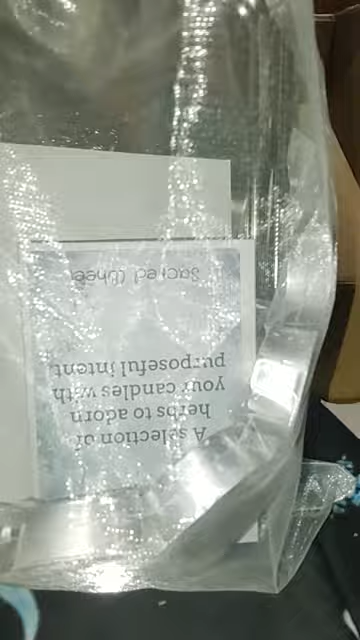 A selection of
herbs to adorn
your candles with
purposeful intent
Sacred Wheel